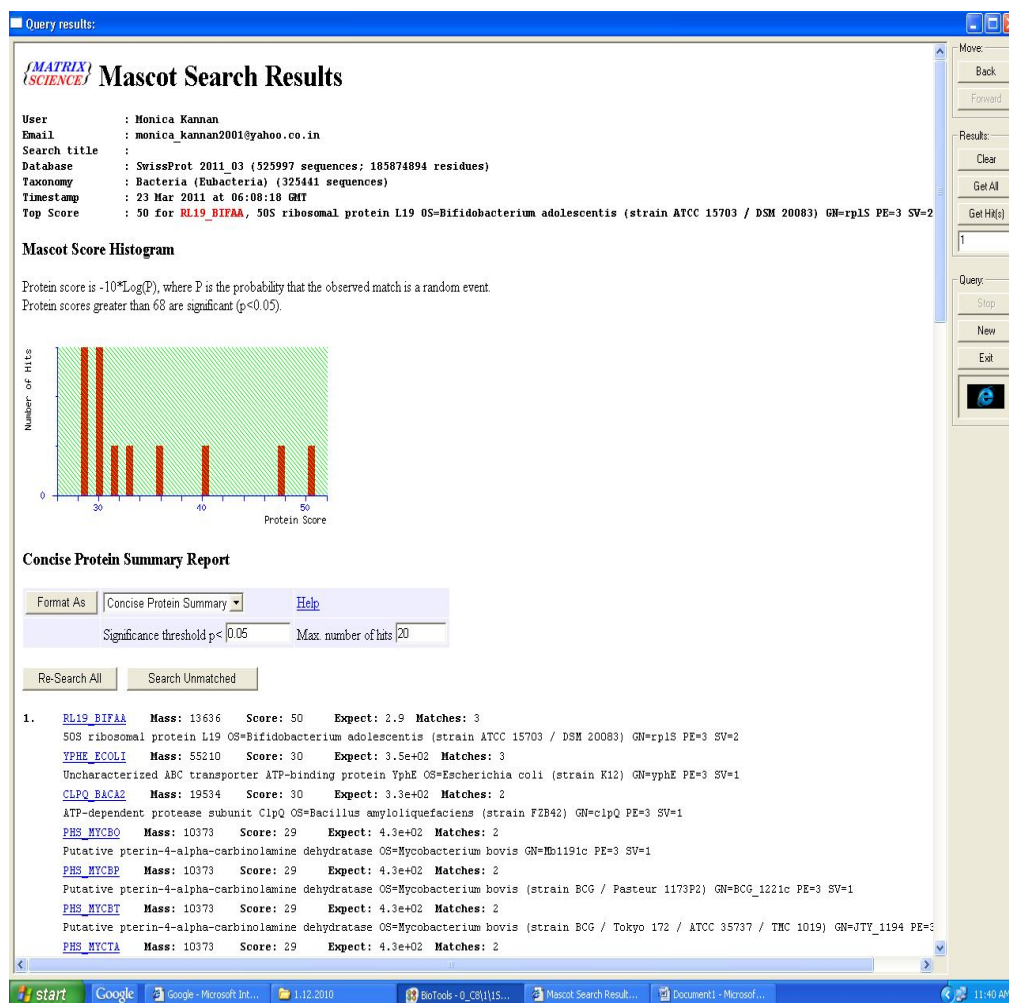 Query results:
{MATRIX}
{SCIENCE} Mascot Search Results
User : Monica Kannan
Email : monica_kannan2001@yahoo.co.in
Search title :
Database : SwissProt 2011_03 (525997 sequences; 185874894 residues)
Taxonomy : Bacteria (Eubacteria) (325441 sequences)
Timestamp : 23 Mar 2011 at 06:08:18 GMT
Top Score : 50 for RL19_BIFAA, 50S ribosomal protein L19 OS=Bifidobacterium adolescentis (strain ATCC 15703 / DSM 20083) GN=rplS PE=3 SV=2
Mascot Score Histogram
Protein score is -10*Log(P), where P is the probability that the observed match is a random event.
Protein scores greater than 68 are significant (p<0.05).
Number of Hits
0
30 40 50
Protein Score
Concise Protein Summary Report
Format As Concise Protein Summary Help
Significance threshold p< 0.05 Max. number of hits 20
Re-Search All Search Unmatched
1. RL19_BIFAA Mass: 13636 Score: 50 Expect: 2.9 Matches: 3
50S ribosomal protein L19 OS=Bifidobacterium adolescentis (strain ATCC 15703 / DSM 20083) GN=rplS PE=3 SV=2
YPHE_ECOLI Mass: 55210 Score: 30 Expect: 3.5e+02 Matches: 3
Uncharacterized ABC transporter ATP-binding protein YphE OS=Escherichia coli (strain K12) GN=yphE PE=3 SV=1
CLPQ_BACA2 Mass: 19534 Score: 30 Expect: 3.3e+02 Matches: 2
ATP-dependent protease subunit ClpQ OS=Bacillus amyloliquefaciens (strain FZB42) GN=clpQ PE=3 SV=1
PHS_MYCBO Mass: 10373 Score: 29 Expect: 4.3e+02 Matches: 2
Putative pterin-4-alpha-carbinolamine dehydratase OS=Mycobacterium bovis GN=Mb1191c PE=3 SV=1
PHS_MYCBP Mass: 10373 Score: 29 Expect: 4.3e+02 Matches: 2
Putative pterin-4-alpha-carbinolamine dehydratase OS=Mycobacterium bovis (strain BCG / Pasteur 1173P2) GN=BCG_1221c PE=3 SV=1
PHS_MYCBT Mass: 10373 Score: 29 Expect: 4.3e+02 Matches: 2
Putative pterin-4-alpha-carbinolamine dehydratase OS=Mycobacterium bovis (strain BCG / Tokyo 172 / ATCC 35737 / TMC 1019) GN=JTY_1194 PE=3
PHS_MYCTA Mass: 10373 Score: 29 Expect: 4.3e+02 Matches: 2
Move:
Back
Forward
Results:
Clear
Get All
Get Hit(s)
1
Query:
Stop
New
Exit
start Google Google - Microsoft Int... 1.12.2010 BioTools - 0_C8\1\1S... Mascot Search Result... Document1 - Microsof... 11:40 AM